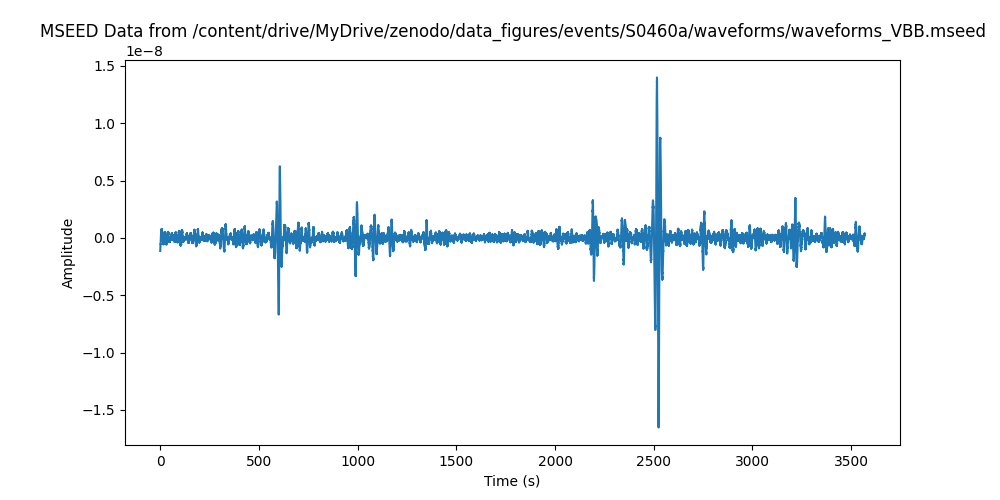 MSEED Data from /content/drive/MyDrive/zenodo/data_figures/events/S0460a/waveforms/waveforms_VBB.mseed
1e−8
1.5
1.0
0.5
0.0
−0.5
−1.0
−1.5
Amplitude
0 500 1000 1500 2000 2500 3000 3500
Time (s)